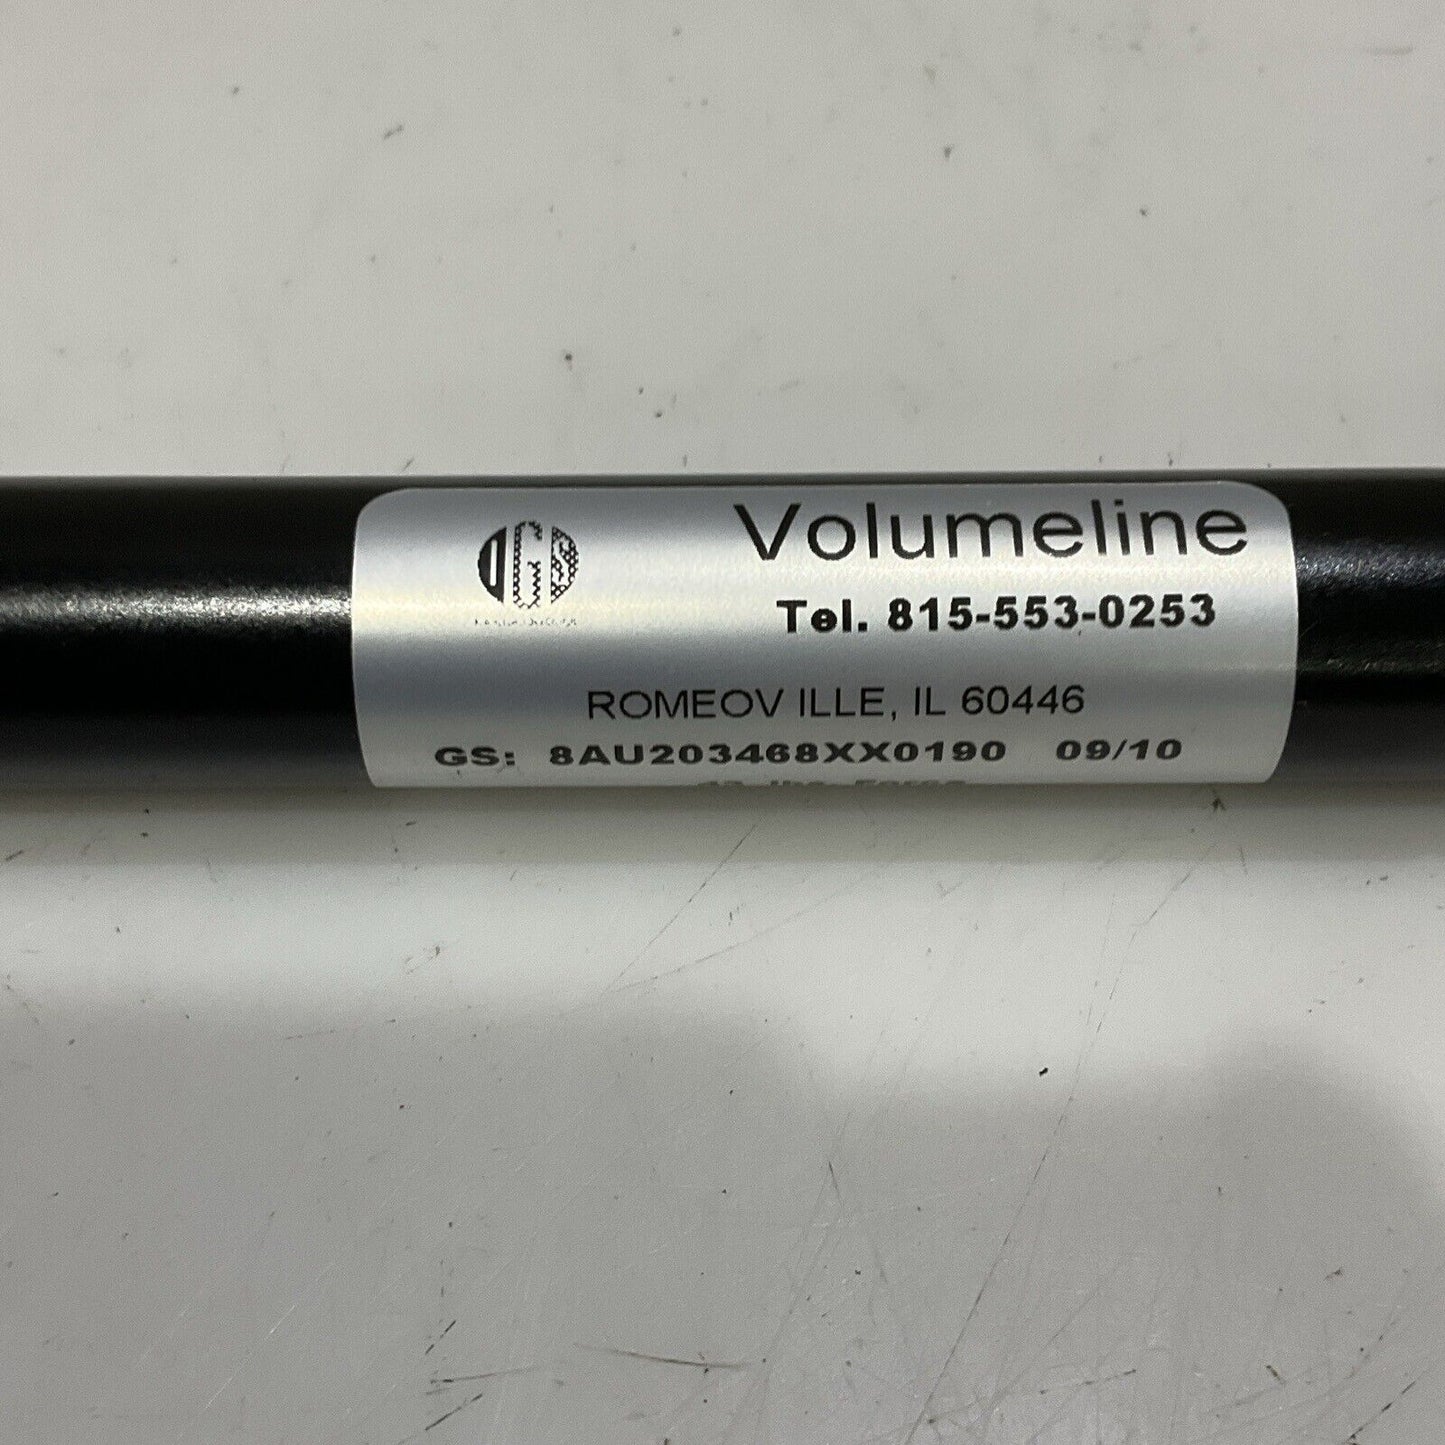 Volumeline
Tel. 815-553-0253
ROMEOV ILLE, IL 60446
GS: 8AU203468XX0190 09/10